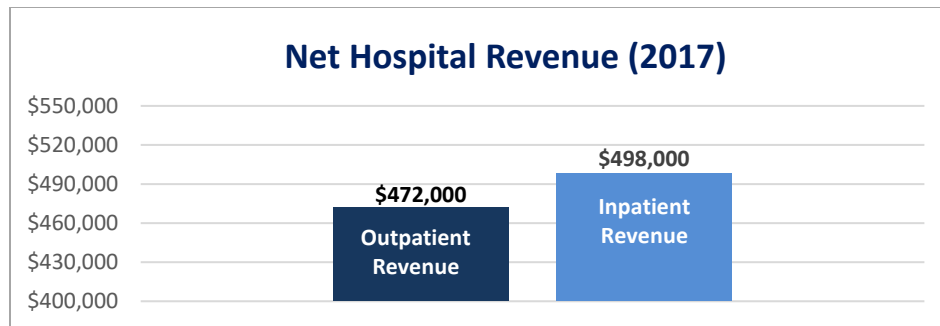 Net Hospital Revenue (2017)
$550,000
$520,000
$490,000
$460,000
$430,000
$400,000
$472,000
Outpatient
Revenue
$498,000
Inpatient
Revenue